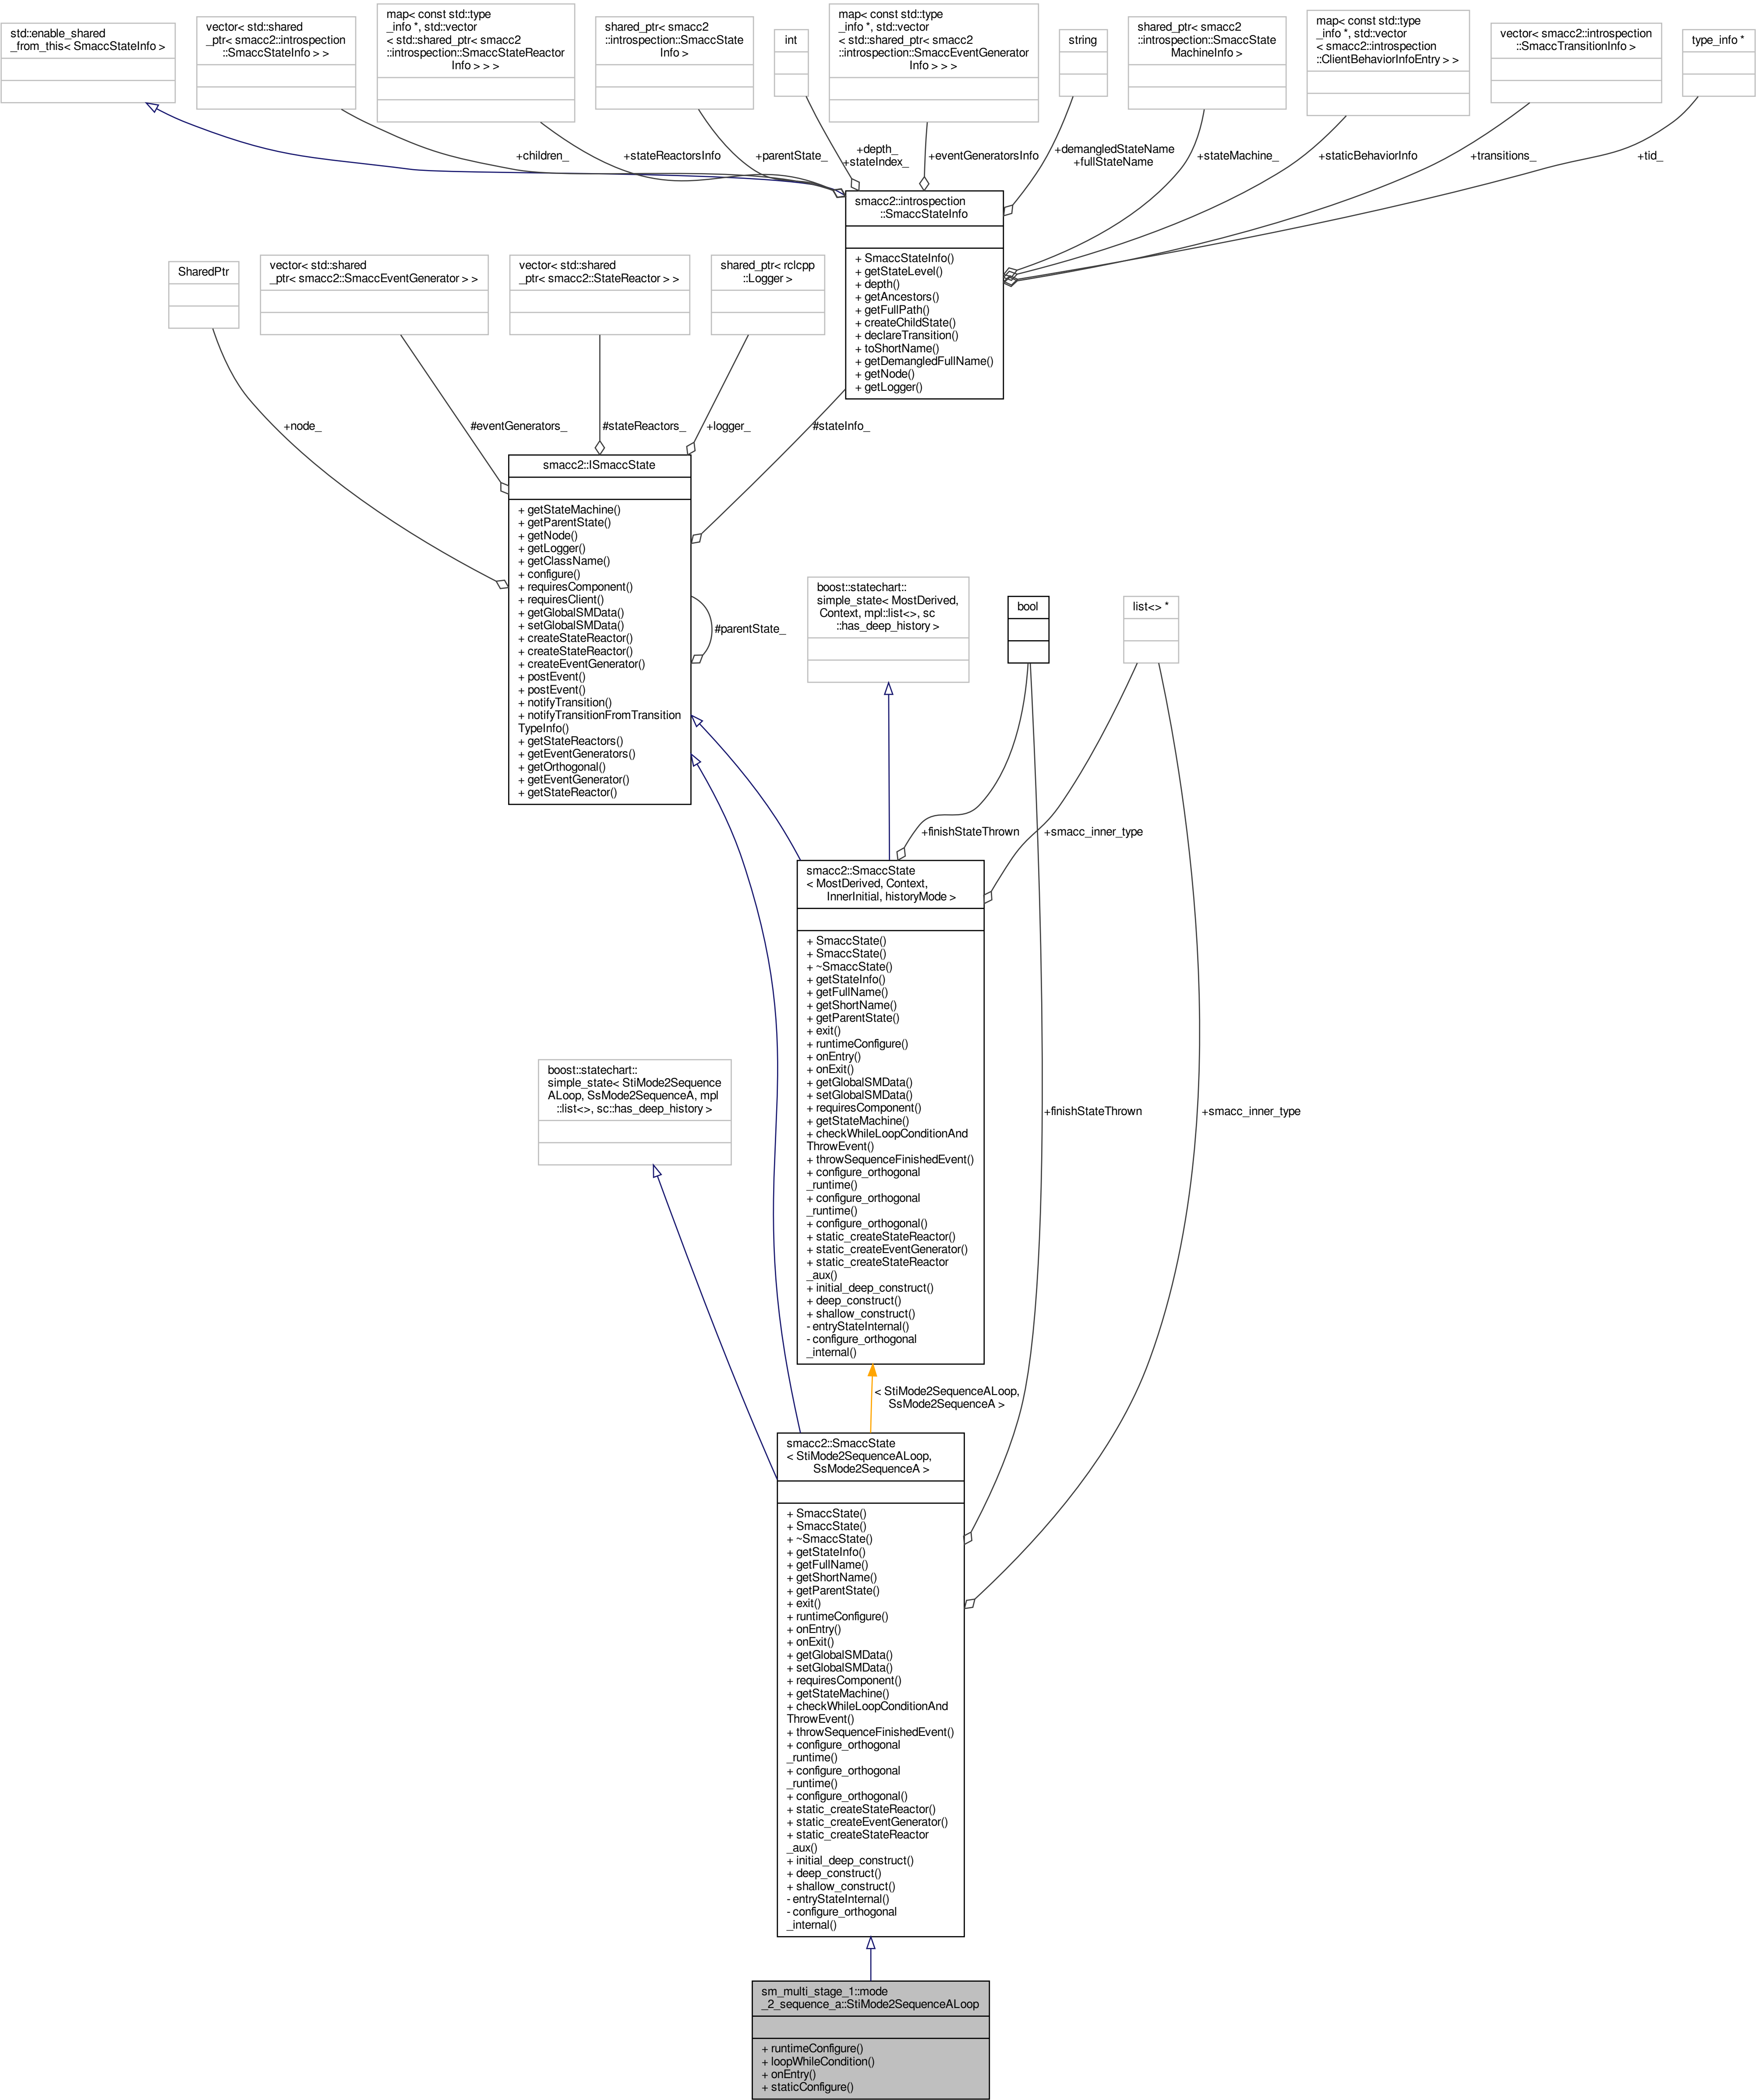 std::enable_shared
_from_this< SmaccStateInfo >
vector< std::shared
_ptr< smacc2::introspection
::SmaccStateInfo > >
map< const std::type
_info *, std::vector
< std::shared_ptr< smacc2
::introspection::SmaccStateReactor
Info > > >
shared_ptr< smacc2
::introspection::SmaccState
Info >
int
map< const std::type
_info *, std::vector
< std::shared_ptr< smacc2
::introspection::SmaccEventGenerator
Info > > >
string
shared_ptr< smacc2
::introspection::SmaccState
MachineInfo >
map< const std::type
_info *, std::vector
< smacc2::introspection
::ClientBehaviorInfoEntry > >
vector< smacc2::introspection
::SmaccTransitionInfo >
type_info *
+children_
+stateReactorsInfo
+parentState_
+depth_
+stateIndex_
+eventGeneratorsInfo
+demangledStateName
+fullStateName
+stateMachine_
+staticBehaviorInfo
+transitions_
+tid_
smacc2::introspection
::SmaccStateInfo
+ SmaccStateInfo()
+ getStateLevel()
+ depth()
+ getAncestors()
+ getFullPath()
+ createChildState()
+ declareTransition()
+ toShortName()
+ getDemangledFullName()
+ getNode()
+ getLogger()
SharedPtr
vector< std::shared
_ptr< smacc2::SmaccEventGenerator > >
vector< std::shared
_ptr< smacc2::StateReactor > >
shared_ptr< rclcpp
::Logger >
+node_
#eventGenerators_
#stateReactors_
+logger_
#stateInfo_
smacc2::ISmaccState
+ getStateMachine()
+ getParentState()
+ getNode()
+ getLogger()
+ getClassName()
+ configure()
+ requiresComponent()
+ requiresClient()
+ getGlobalSMData()
+ setGlobalSMData()
+ createStateReactor()
+ createStateReactor()
+ createEventGenerator()
+ postEvent()
+ postEvent()
+ notifyTransition()
+ notifyTransitionFromTransition
TypeInfo()
+ getStateReactors()
+ getEventGenerators()
+ getOrthogonal()
+ getEventGenerator()
+ getStateReactor()
#parentState_
boost::statechart::
simple_state< MostDerived,
Context, mpl::list<>, sc
::has_deep_history >
bool
list<> *
+finishStateThrown
+smacc_inner_type
smacc2::SmaccState
< MostDerived, Context,
InnerInitial, historyMode >
+ SmaccState()
+ SmaccState()
+ ~SmaccState()
+ getStateInfo()
+ getFullName()
+ getShortName()
+ getParentState()
+ exit()
+ runtimeConfigure()
+ onEntry()
+ onExit()
+ getGlobalSMData()
+ setGlobalSMData()
+ requiresComponent()
+ getStateMachine()
+ checkWhileLoopConditionAnd
ThrowEvent()
+ throwSequenceFinishedEvent()
+ configure_orthogonal
_runtime()
+ configure_orthogonal
_runtime()
+ configure_orthogonal()
+ static_createStateReactor()
+ static_createEventGenerator()
+ static_createStateReactor
_aux()
+ initial_deep_construct()
+ deep_construct()
+ shallow_construct()
- entryStateInternal()
- configure_orthogonal
_internal()
boost::statechart::
simple_state< StiMode2Sequence
ALoop, SsMode2SequenceA, mpl
::list<>, sc::has_deep_history >
+finishStateThrown
+smacc_inner_type
< StiMode2SequenceALoop,
SsMode2SequenceA >
smacc2::SmaccState
< StiMode2SequenceALoop,
SsMode2SequenceA >
+ SmaccState()
+ SmaccState()
+ ~SmaccState()
+ getStateInfo()
+ getFullName()
+ getShortName()
+ getParentState()
+ exit()
+ runtimeConfigure()
+ onEntry()
+ onExit()
+ getGlobalSMData()
+ setGlobalSMData()
+ requiresComponent()
+ getStateMachine()
+ checkWhileLoopConditionAnd
ThrowEvent()
+ throwSequenceFinishedEvent()
+ configure_orthogonal
_runtime()
+ configure_orthogonal
_runtime()
+ configure_orthogonal()
+ static_createStateReactor()
+ static_createEventGenerator()
+ static_createStateReactor
_aux()
+ initial_deep_construct()
+ deep_construct()
+ shallow_construct()
- entryStateInternal()
- configure_orthogonal
_internal()
sm_multi_stage_1::mode
_2_sequence_a::StiMode2SequenceALoop
+ runtimeConfigure()
+ loopWhileCondition()
+ onEntry()
+ staticConfigure()